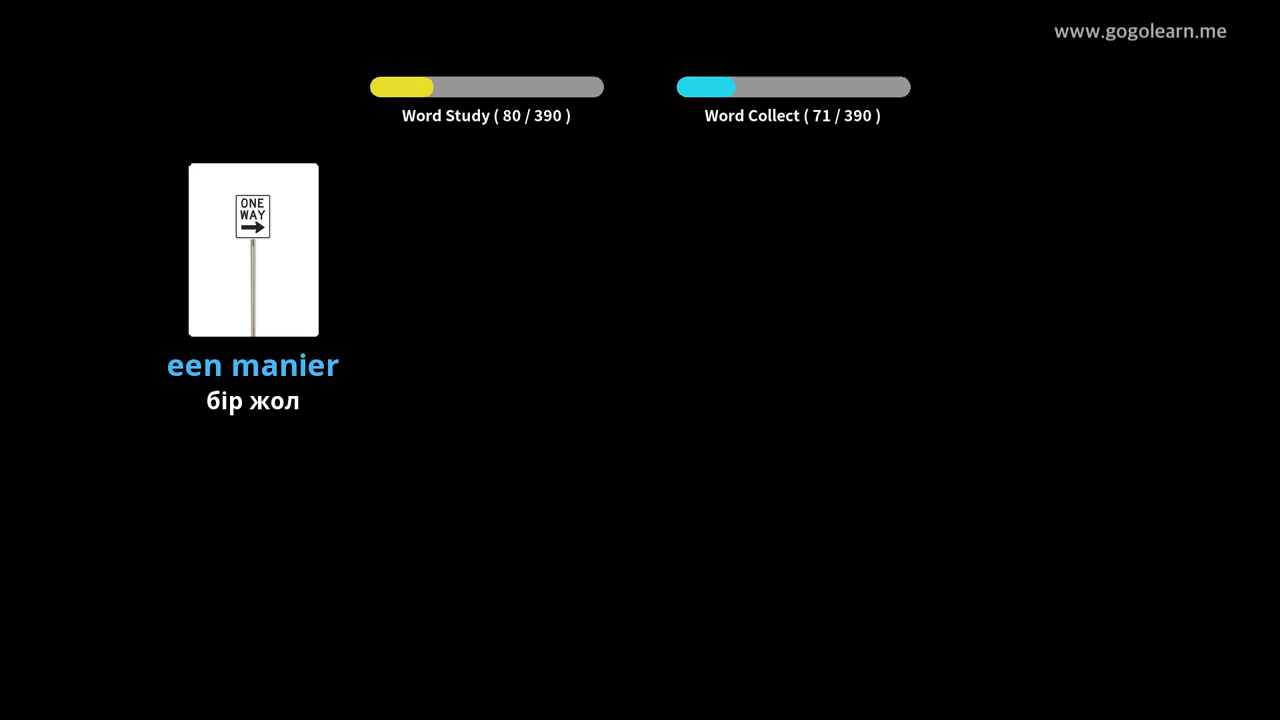 www.gogolearn.me
Word Study ( 80 / 390 )
Word Collect ( 71 / 390 )
ONE
WAY
een manier
бір жол